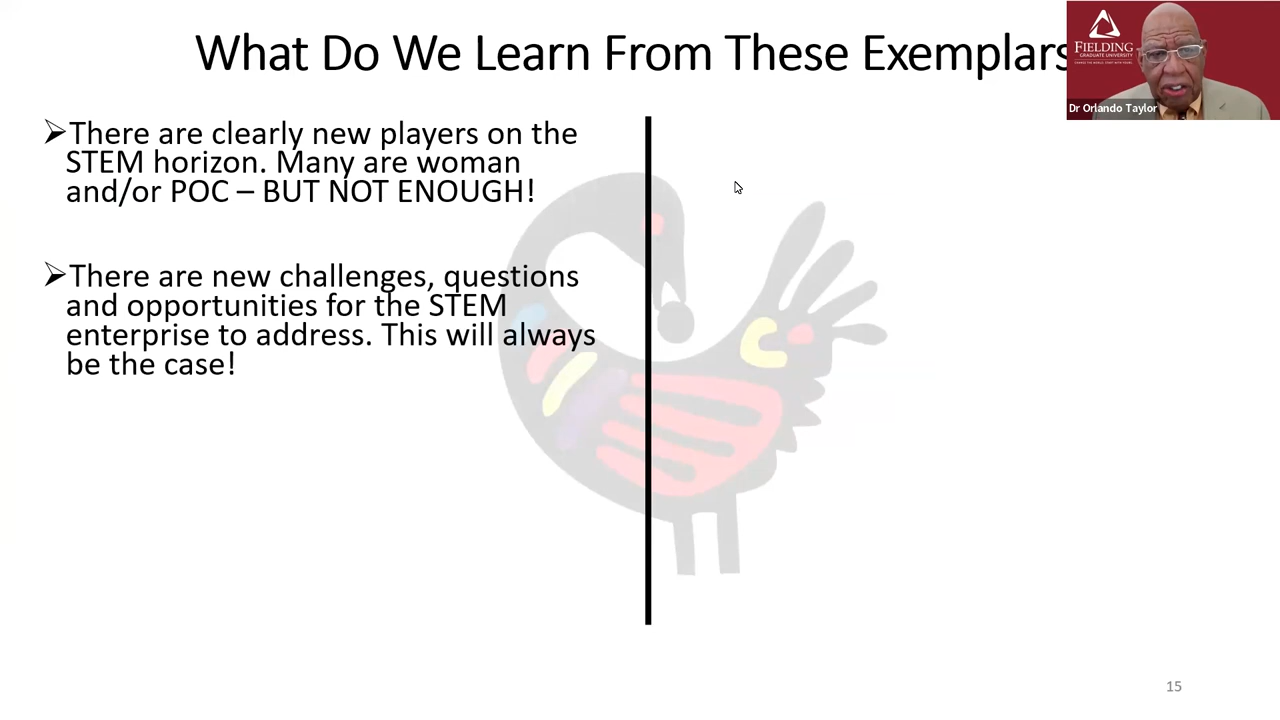 What Do We Learn From These Exemplars
➢There are clearly new players on the
STEM horizon. Many are woman
and/or POC – BUT NOT ENOUGH!
➢There are new challenges, questions
and opportunities for the STEM
enterprise to address. This will always
be the case!
FIELDING
GRADUATE UNIVERSITY
Dr Orlando Taylor
15